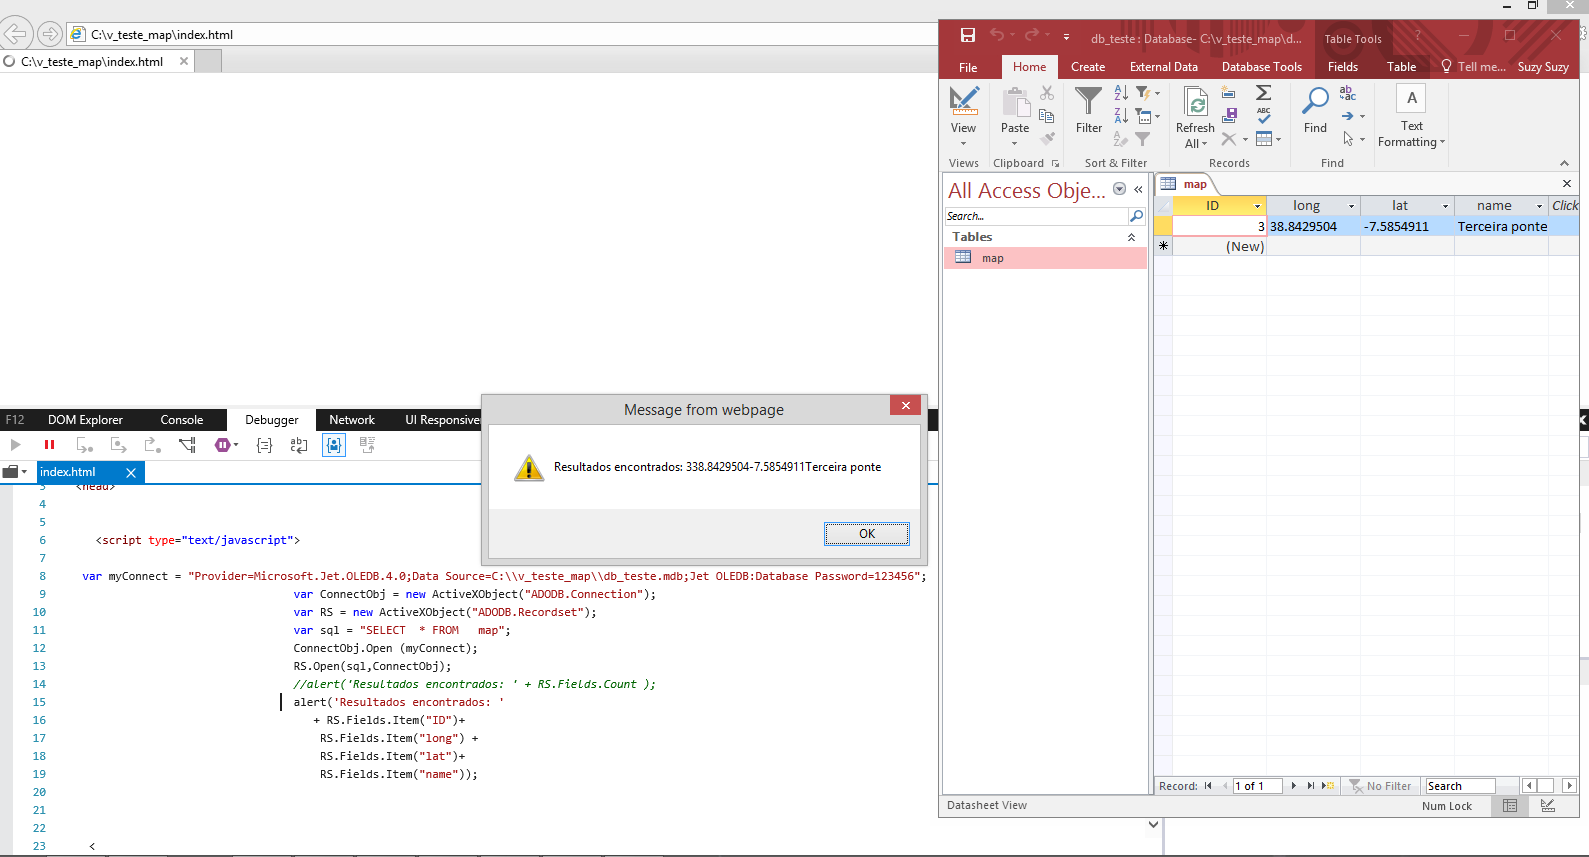 C:\v_teste_map\index.html
C:\v_teste_map\index.html
F12 DOM Explorer Console Debugger Network UI Responsive
index.html
3 <head>
4
5
6 <script type="text/javascript">
7
8 var myConnect = "Provider=Microsoft.Jet.OLEDB.4.0;Data Source=C:\\v_teste_map\\db_teste.mdb;Jet OLEDB:Database Password=123456";
9 var ConnectObj = new ActiveXObject("ADODB.Connection");
10 var RS = new ActiveXObject("ADODB.Recordset");
11 var sql = "SELECT  * FROM   map";
12 ConnectObj.Open (myConnect);
13 RS.Open(sql,ConnectObj);
14 //alert('Resultados encontrados: ' + RS.Fields.Count );
15 alert('Resultados encontrados: '
16 + RS.Fields.Item("ID")+
17 RS.Fields.Item("long") +
18 RS.Fields.Item("lat")+
19 RS.Fields.Item("name"));
20
21
22
23 <
Message from webpage
Resultados encontrados: 338.8429504-7.5854911Terceira ponte
OK
db_teste : Database- C:\v_teste_map\d... Table Tools ?
File Home Create External Data Database Tools Fields Table Tell me... Suzy Suzy
View Paste Filter Refresh All Find Text Formatting
Views Clipboard Sort & Filter Records Find
All Access Obje...
Search...
Tables
map
map
ID long lat name Click
3 38.8429504 -7.5854911 Terceira ponte
* (New)
Record: 1 of 1 No Filter Search
Datasheet View Num Lock